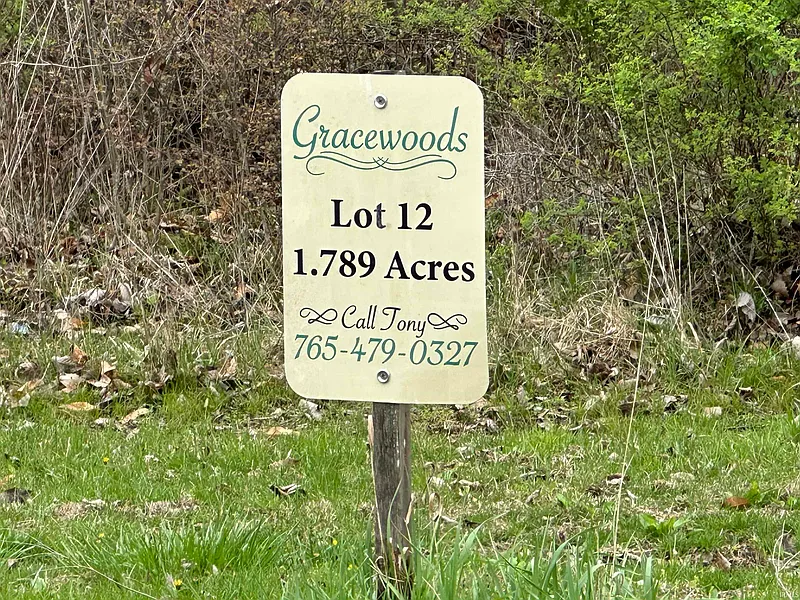 Gracewoods
Lot 12
1.789 Acres
Call Tony
765-479-0327